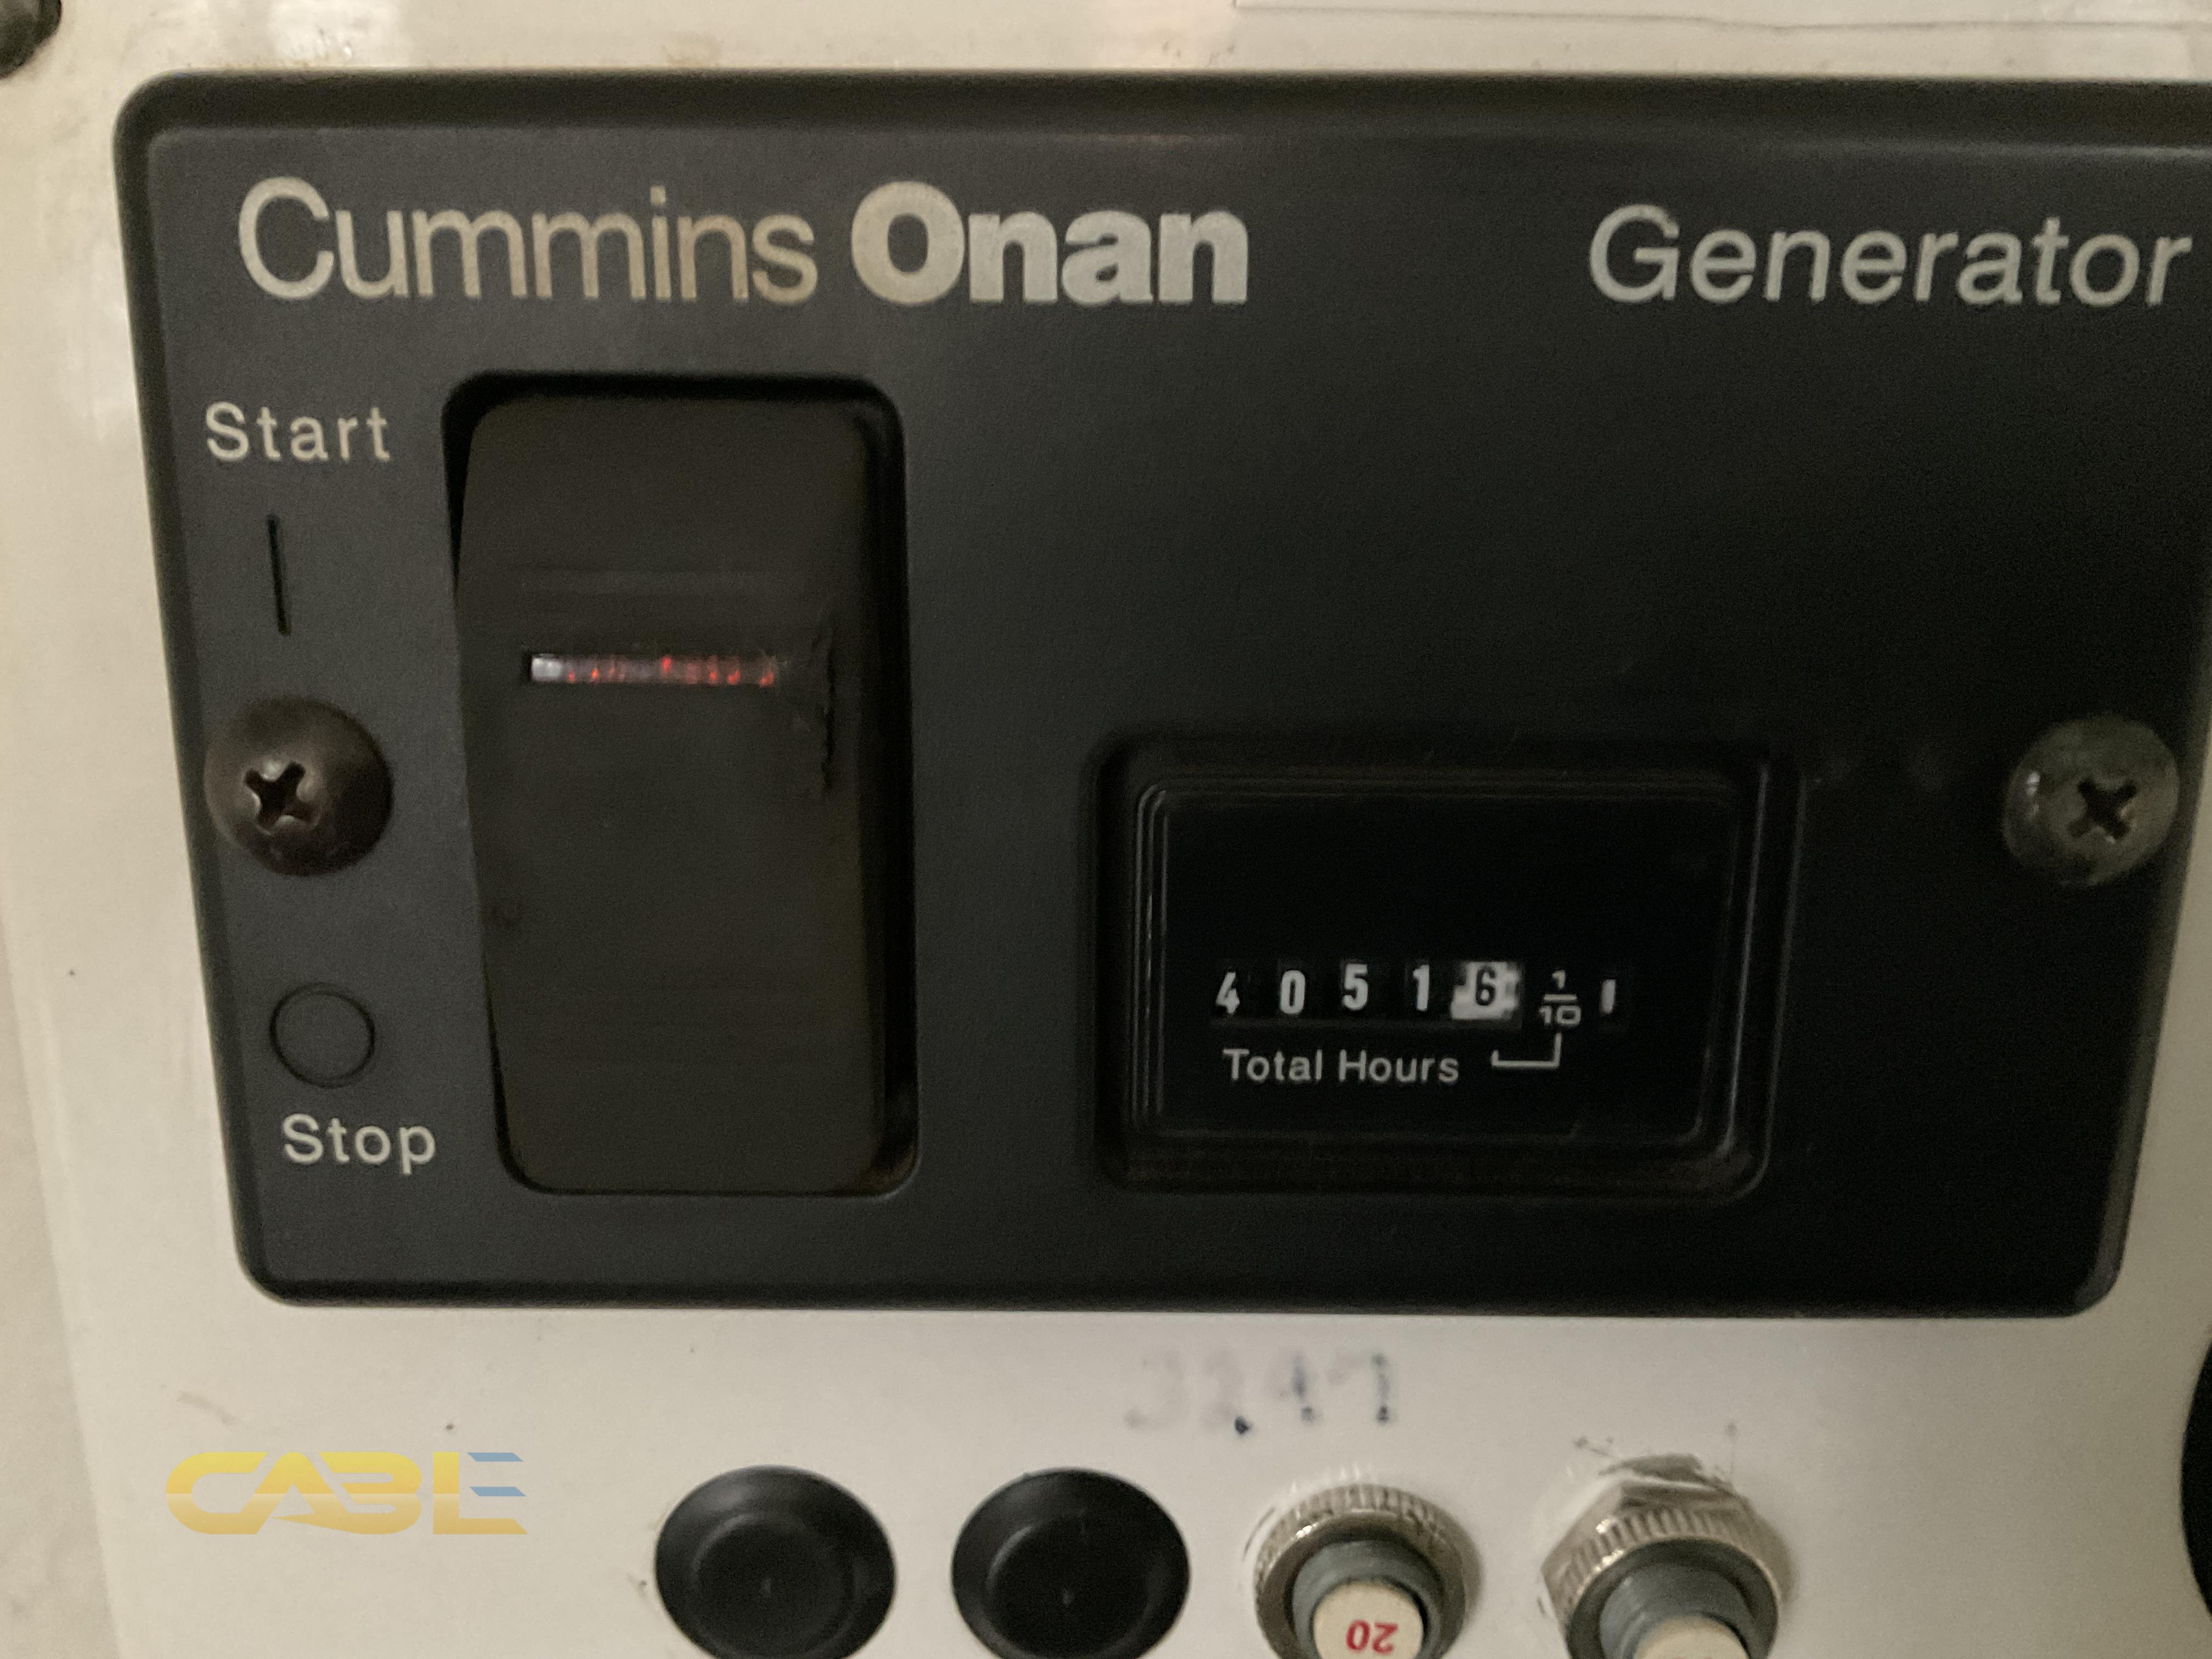 Cummins Onan
Generator
Start
Stop
4 0 5 1 6 1/10
Total Hours
CABLE
20